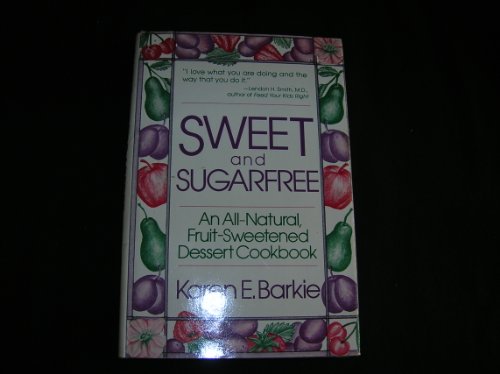 "I love what you are doing and the
way that you do it."
—Lendon H. Smith, M.D.,
author of Feed Your Kids Right
SWEET
and
SUGARFREE
An All-Natural,
Fruit-Sweetened
Dessert Cookbook
Karen E. Barkie